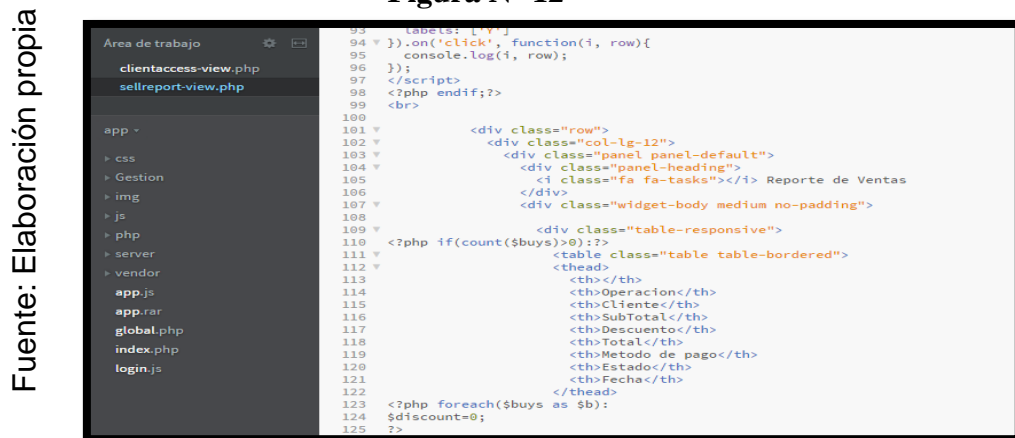 Figura N° 12
Fuente: Elaboración propia
Área de trabajo
clientaccess-view.php
sellreport-view.php
app
css
Gestion
img
js
php
server
vendor
app.js
app.rar
global.php
index.php
login.js
93 labels: ['Y']
94 }).on('click', function(i, row){
95 console.log(i, row);
96 });
97 </script>
98 <?php endif;?>
99 <br>
100
101 <div class="row">
102 <div class="col-lg-12">
103 <div class="panel panel-default">
104 <div class="panel-heading">
105 <i class="fa fa-tasks"></i> Reporte de Ventas
106 </div>
107 <div class="widget-body medium no-padding">
108
109 <div class="table-responsive">
110 <?php if(count($buys)>0):?>
111 <table class="table table-bordered">
112 <thead>
113 <th></th>
114 <th>Operacion</th>
115 <th>Cliente</th>
116 <th>SubTotal</th>
117 <th>Descuento</th>
118 <th>Total</th>
119 <th>Metodo de pago</th>
120 <th>Estado</th>
121 <th>Fecha</th>
122 </thead>
123 <?php foreach($buys as $b):
124 $discount=0;
125 ?>